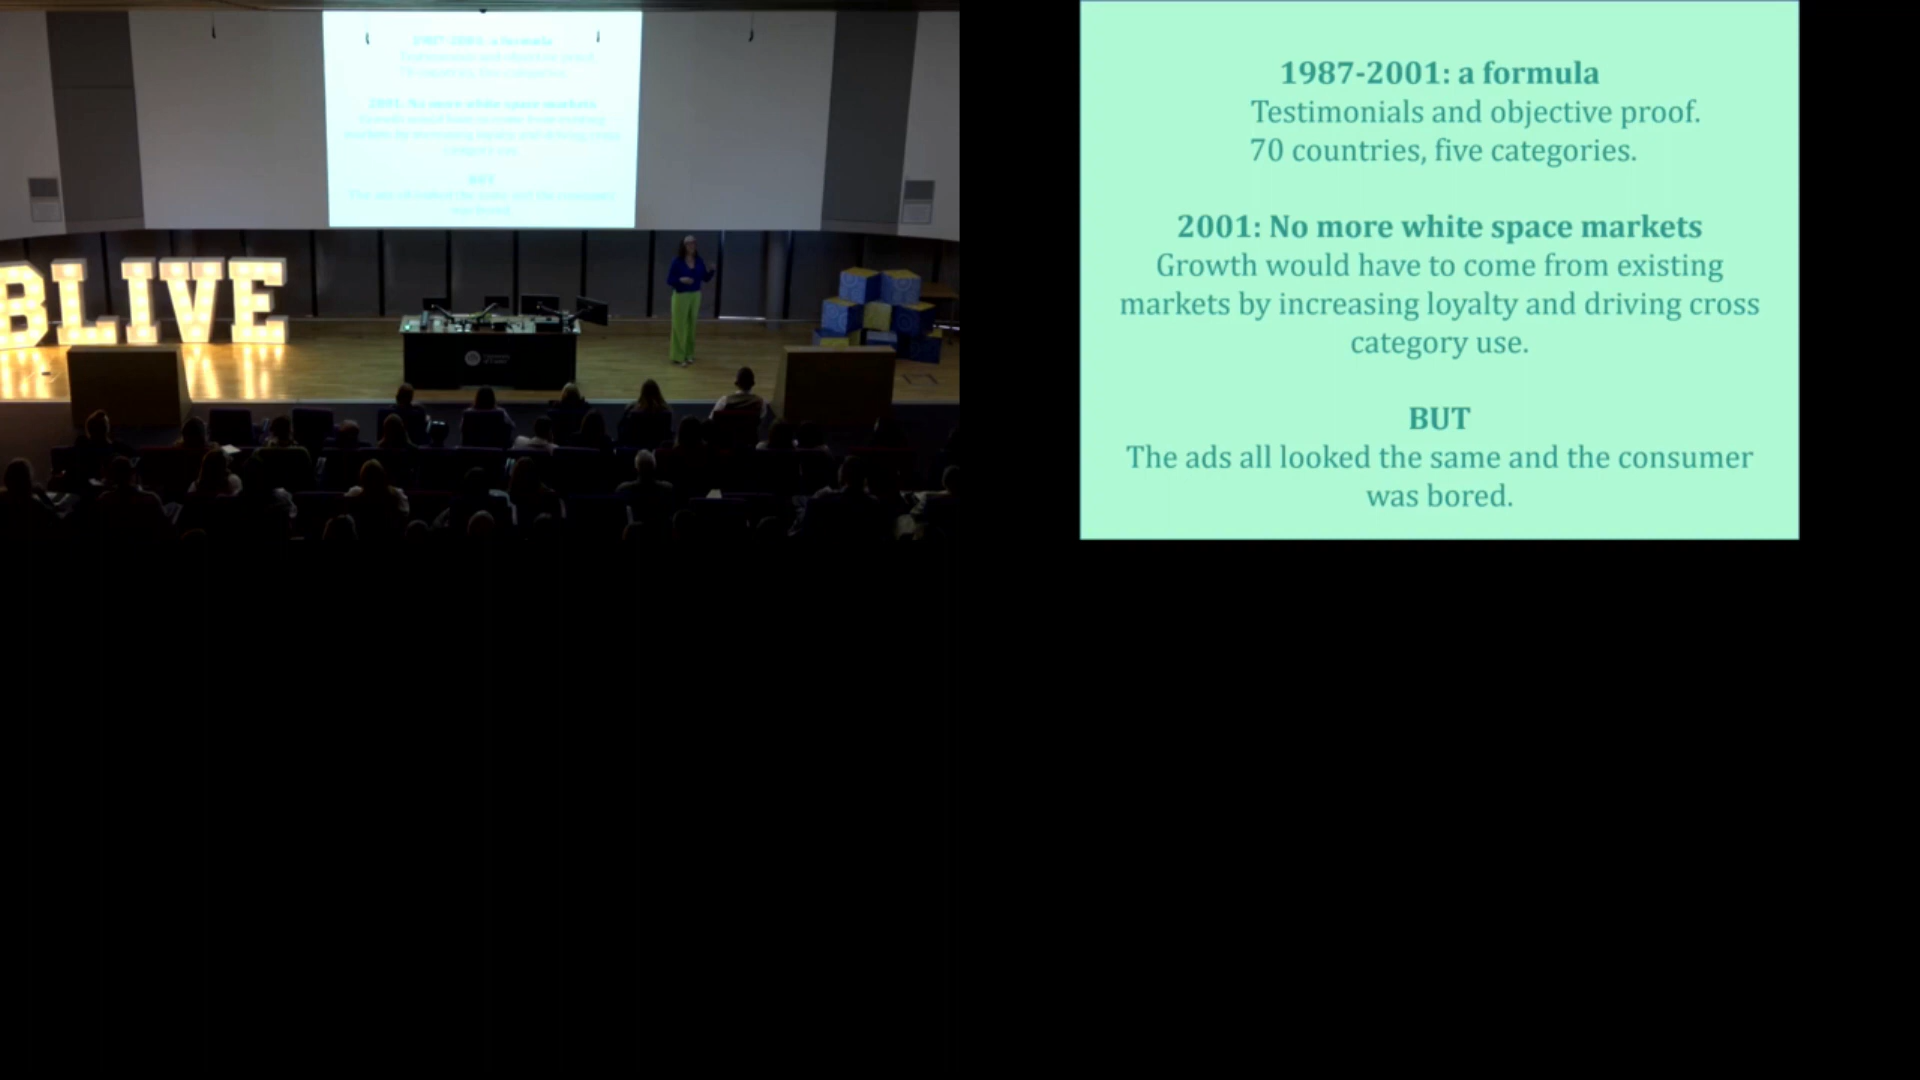 BLIVE
1987-2001: a formula
Testimonials and objective proof.
70 countries, five categories.
2001: No more white space markets
Growth would have to come from existing
markets by increasing loyalty and driving cross
category use.
BUT
The ads all looked the same and the consumer
was bored.